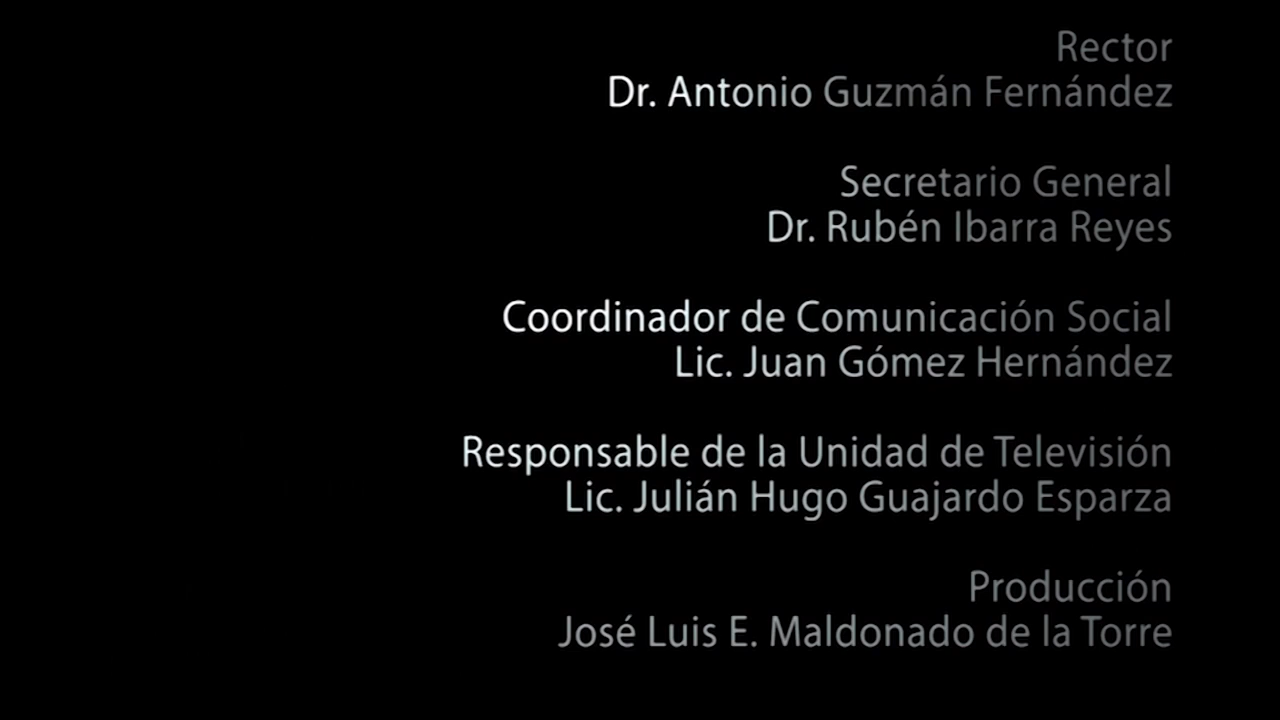 Rector
Dr. Antonio Guzmán Fernández
Secretario General
Dr. Rubén Ibarra Reyes
Coordinador de Comunicación Social
Lic. Juan Gómez Hernández
Responsable de la Unidad de Televisión
Lic. Julián Hugo Guajardo Esparza
Producción
José Luis E. Maldonado de la Torre